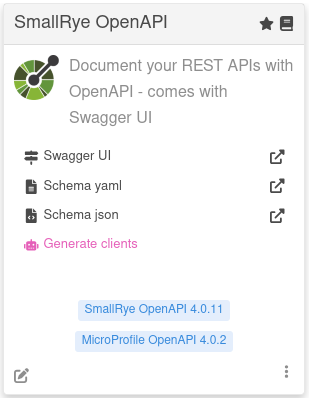 SmallRye OpenAPI
Document your REST APIs with
OpenAPI - comes with
Swagger UI
Swagger UI
Schema yaml
Schema json
Generate clients
SmallRye OpenAPI 4.0.11
MicroProfile OpenAPI 4.0.2